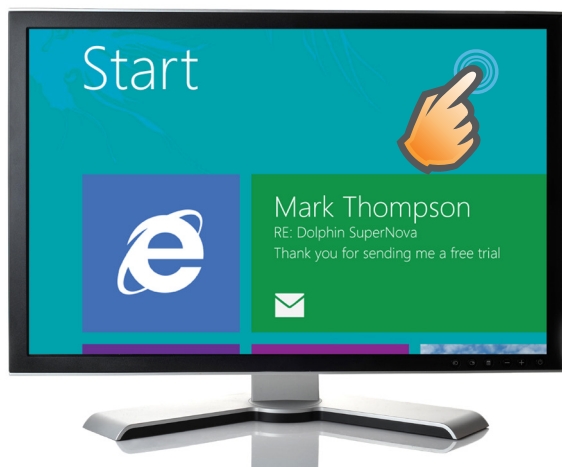 Start
Mark Thompson
RE: Dolphin SuperNova
Thank you for sending me a free trial